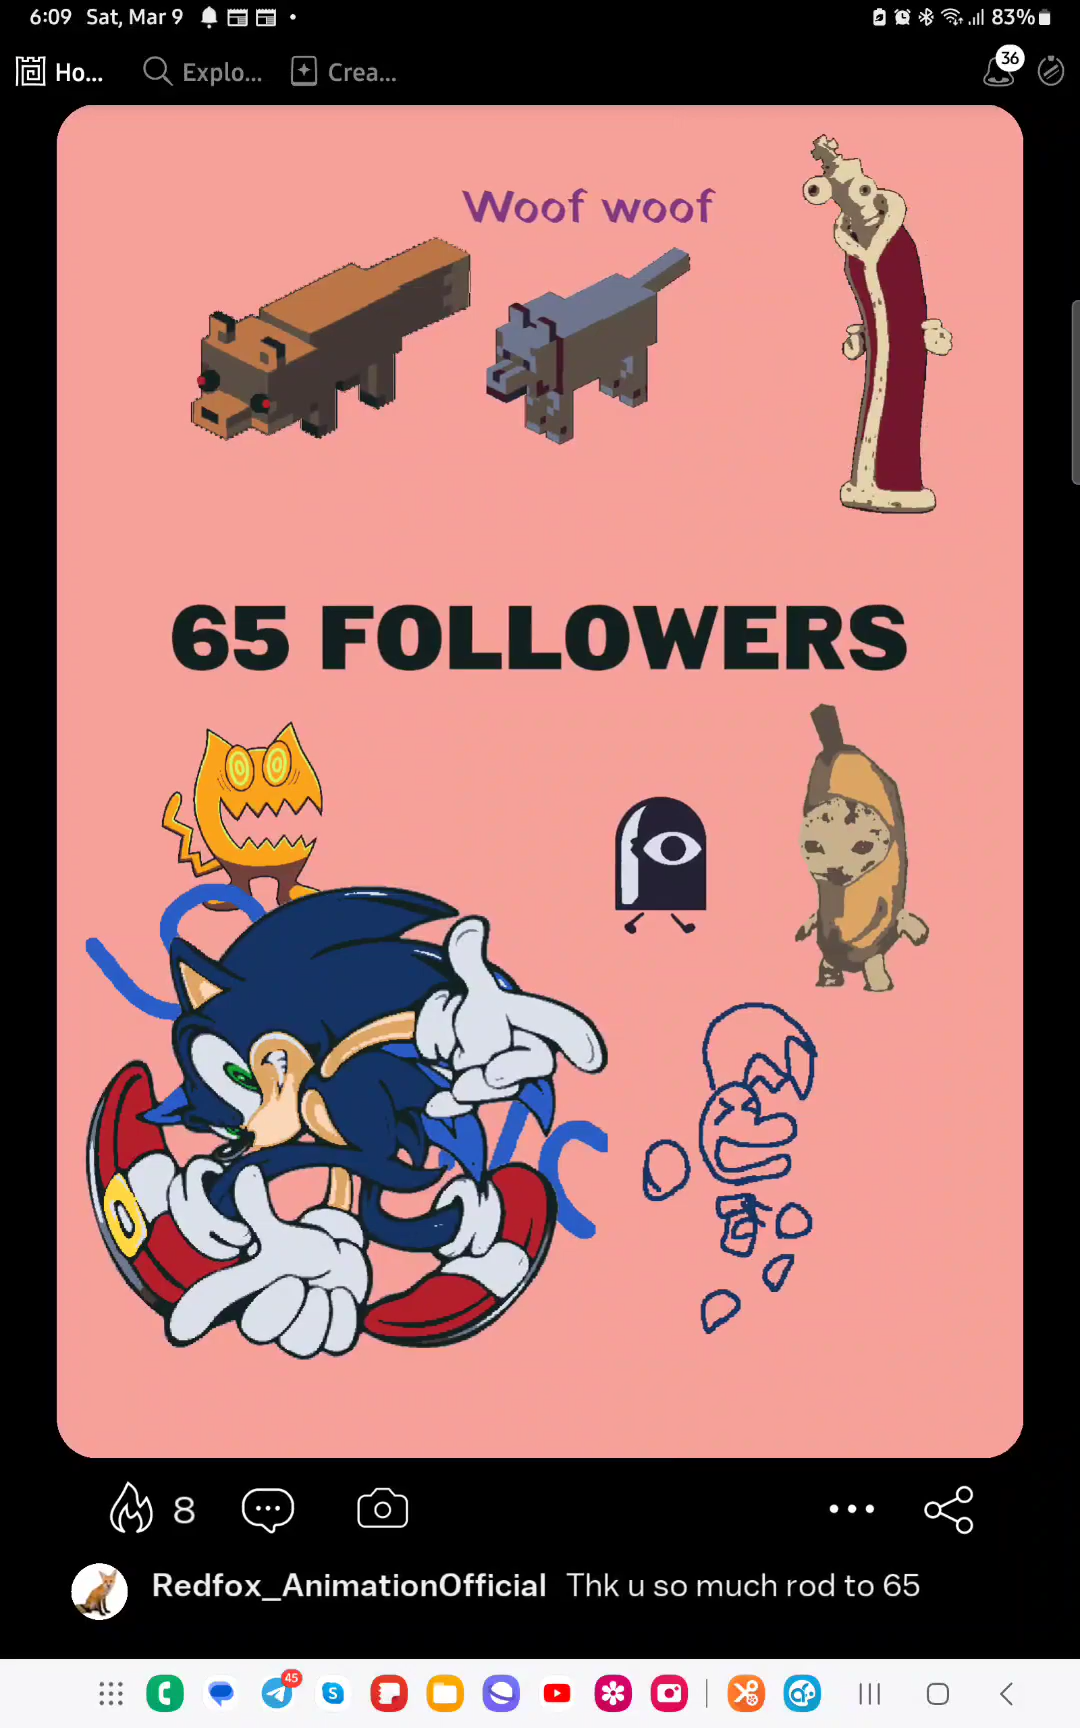 6:09 Sat, Mar 9 83%
Ho... Explo... Crea... 36
Woof woof
65 FOLLOWERS
8
Redfox_AnimationOfficial Thk u so much rod to 65
45